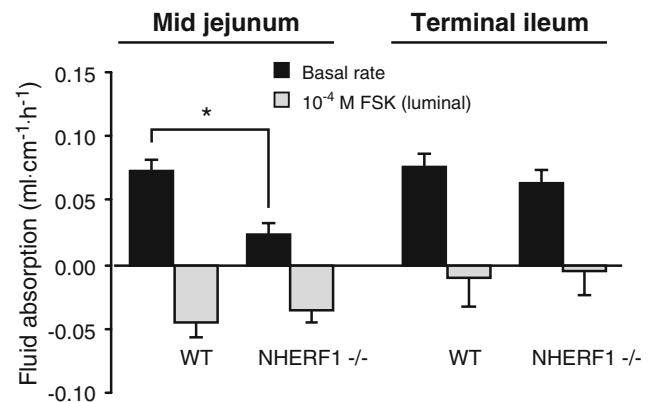 Mid jejunum Terminal ileum
Fluid absorption (ml·cm⁻¹·h⁻¹)
0.15
0.10
0.05
0.00
-0.05
-0.10
Basal rate
10⁻⁴ M FSK (luminal)
*
WT NHERF1 -/- WT NHERF1 -/-